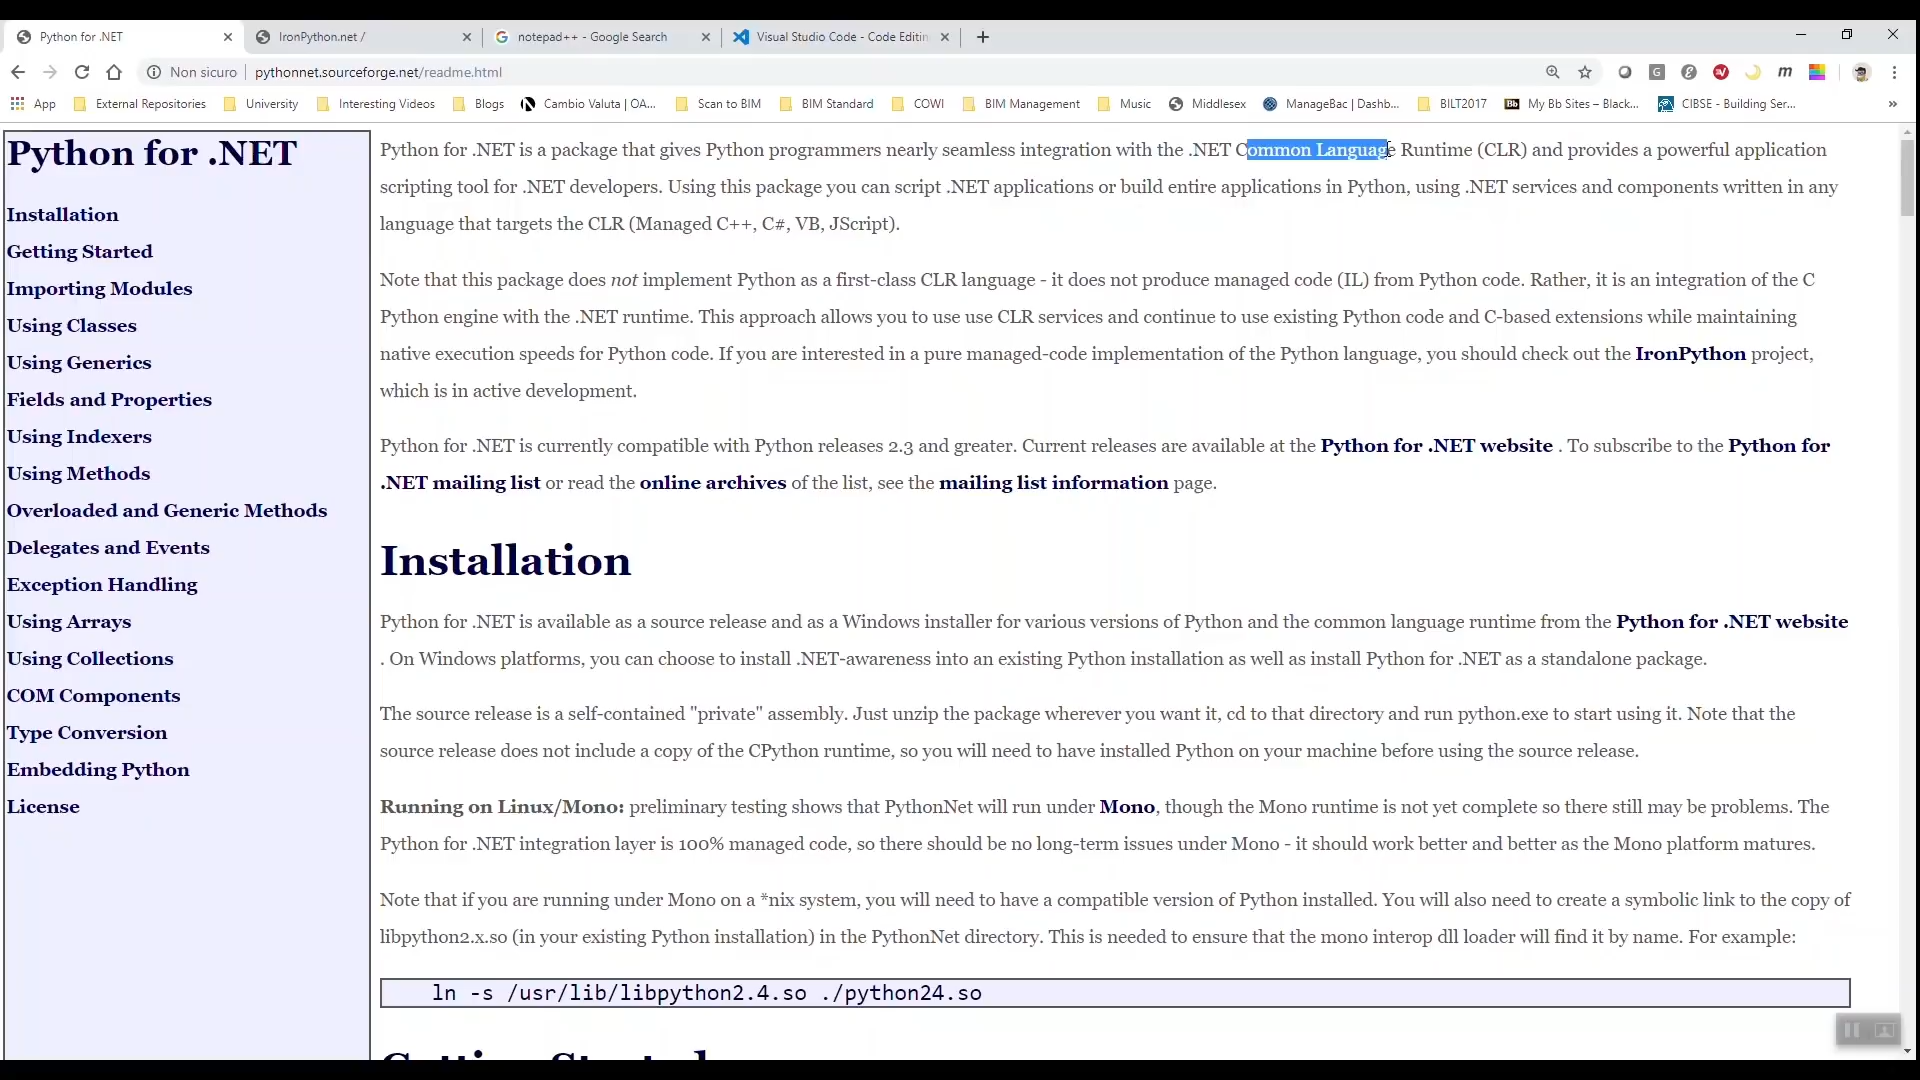 Python for .NET
IronPython.net /
notepad++ - Google Search
Visual Studio Code - Code Editin
Non sicuro
pythonnet.sourceforge.net/readme.html
App
External Repositories
University
Interesting Videos
Blogs
Cambio Valuta | OA...
Scan to BIM
BIM Standard
COWI
BIM Management
Music
Middlesex
ManageBac | Dashb...
BILT2017
Bb
My Bb Sites – Black...
CIBSE - Building Ser...
»
Python for .NET
Installation
Getting Started
Importing Modules
Using Classes
Using Generics
Fields and Properties
Using Indexers
Using Methods
Overloaded and Generic Methods
Delegates and Events
Exception Handling
Using Arrays
Using Collections
COM Components
Type Conversion
Embedding Python
License
Python for .NET is a package that gives Python programmers nearly seamless integration with the .NET Common Language Runtime (CLR) and provides a powerful application
scripting tool for .NET developers. Using this package you can script .NET applications or build entire applications in Python, using .NET services and components written in any
language that targets the CLR (Managed C++, C#, VB, JScript).
Note that this package does not implement Python as a first-class CLR language - it does not produce managed code (IL) from Python code. Rather, it is an integration of the C
Python engine with the .NET runtime. This approach allows you to use use CLR services and continue to use existing Python code and C-based extensions while maintaining
native execution speeds for Python code. If you are interested in a pure managed-code implementation of the Python language, you should check out the IronPython project,
which is in active development.
Python for .NET is currently compatible with Python releases 2.3 and greater. Current releases are available at the Python for .NET website . To subscribe to the Python for
.NET mailing list or read the online archives of the list, see the mailing list information page.
Installation
Python for .NET is available as a source release and as a Windows installer for various versions of Python and the common language runtime from the Python for .NET website
. On Windows platforms, you can choose to install .NET-awareness into an existing Python installation as well as install Python for .NET as a standalone package.
The source release is a self-contained "private" assembly. Just unzip the package wherever you want it, cd to that directory and run python.exe to start using it. Note that the
source release does not include a copy of the CPython runtime, so you will need to have installed Python on your machine before using the source release.
Running on Linux/Mono: preliminary testing shows that PythonNet will run under Mono, though the Mono runtime is not yet complete so there still may be problems. The
Python for .NET integration layer is 100% managed code, so there should be no long-term issues under Mono - it should work better and better as the Mono platform matures.
Note that if you are running under Mono on a *nix system, you will need to have a compatible version of Python installed. You will also need to create a symbolic link to the copy of
libpython2.x.so (in your existing Python installation) in the PythonNet directory. This is needed to ensure that the mono interop dll loader will find it by name. For example:
ln -s /usr/lib/libpython2.4.so ./python24.so
Getting Started